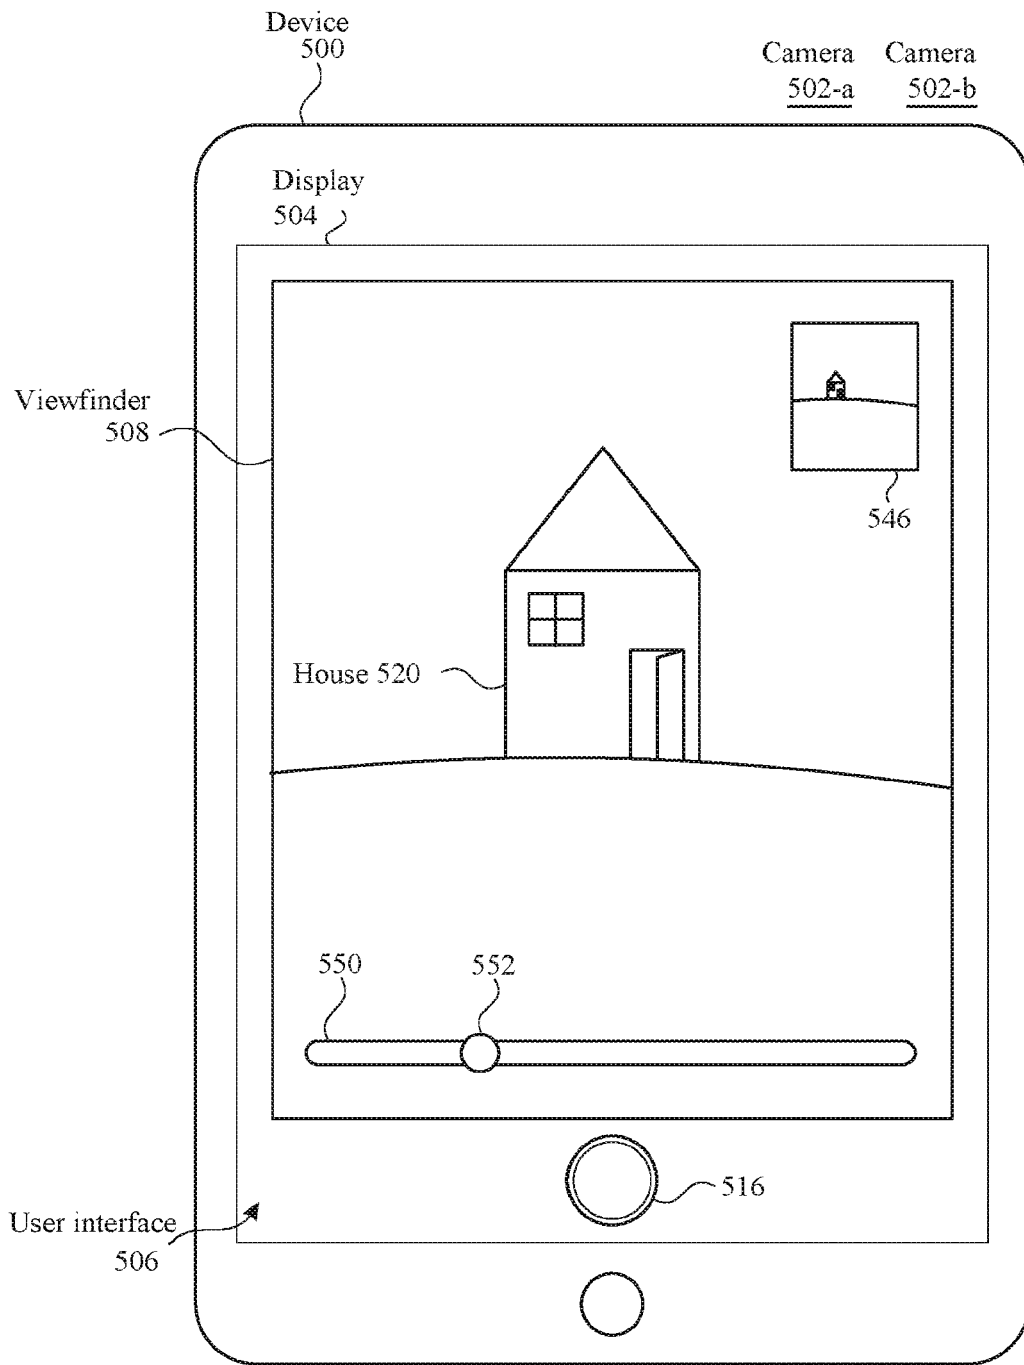 Device
500
Camera
502-a
Camera
502-b
Display
504
Viewfinder
508
546
House 520
550
552
516
User interface
506